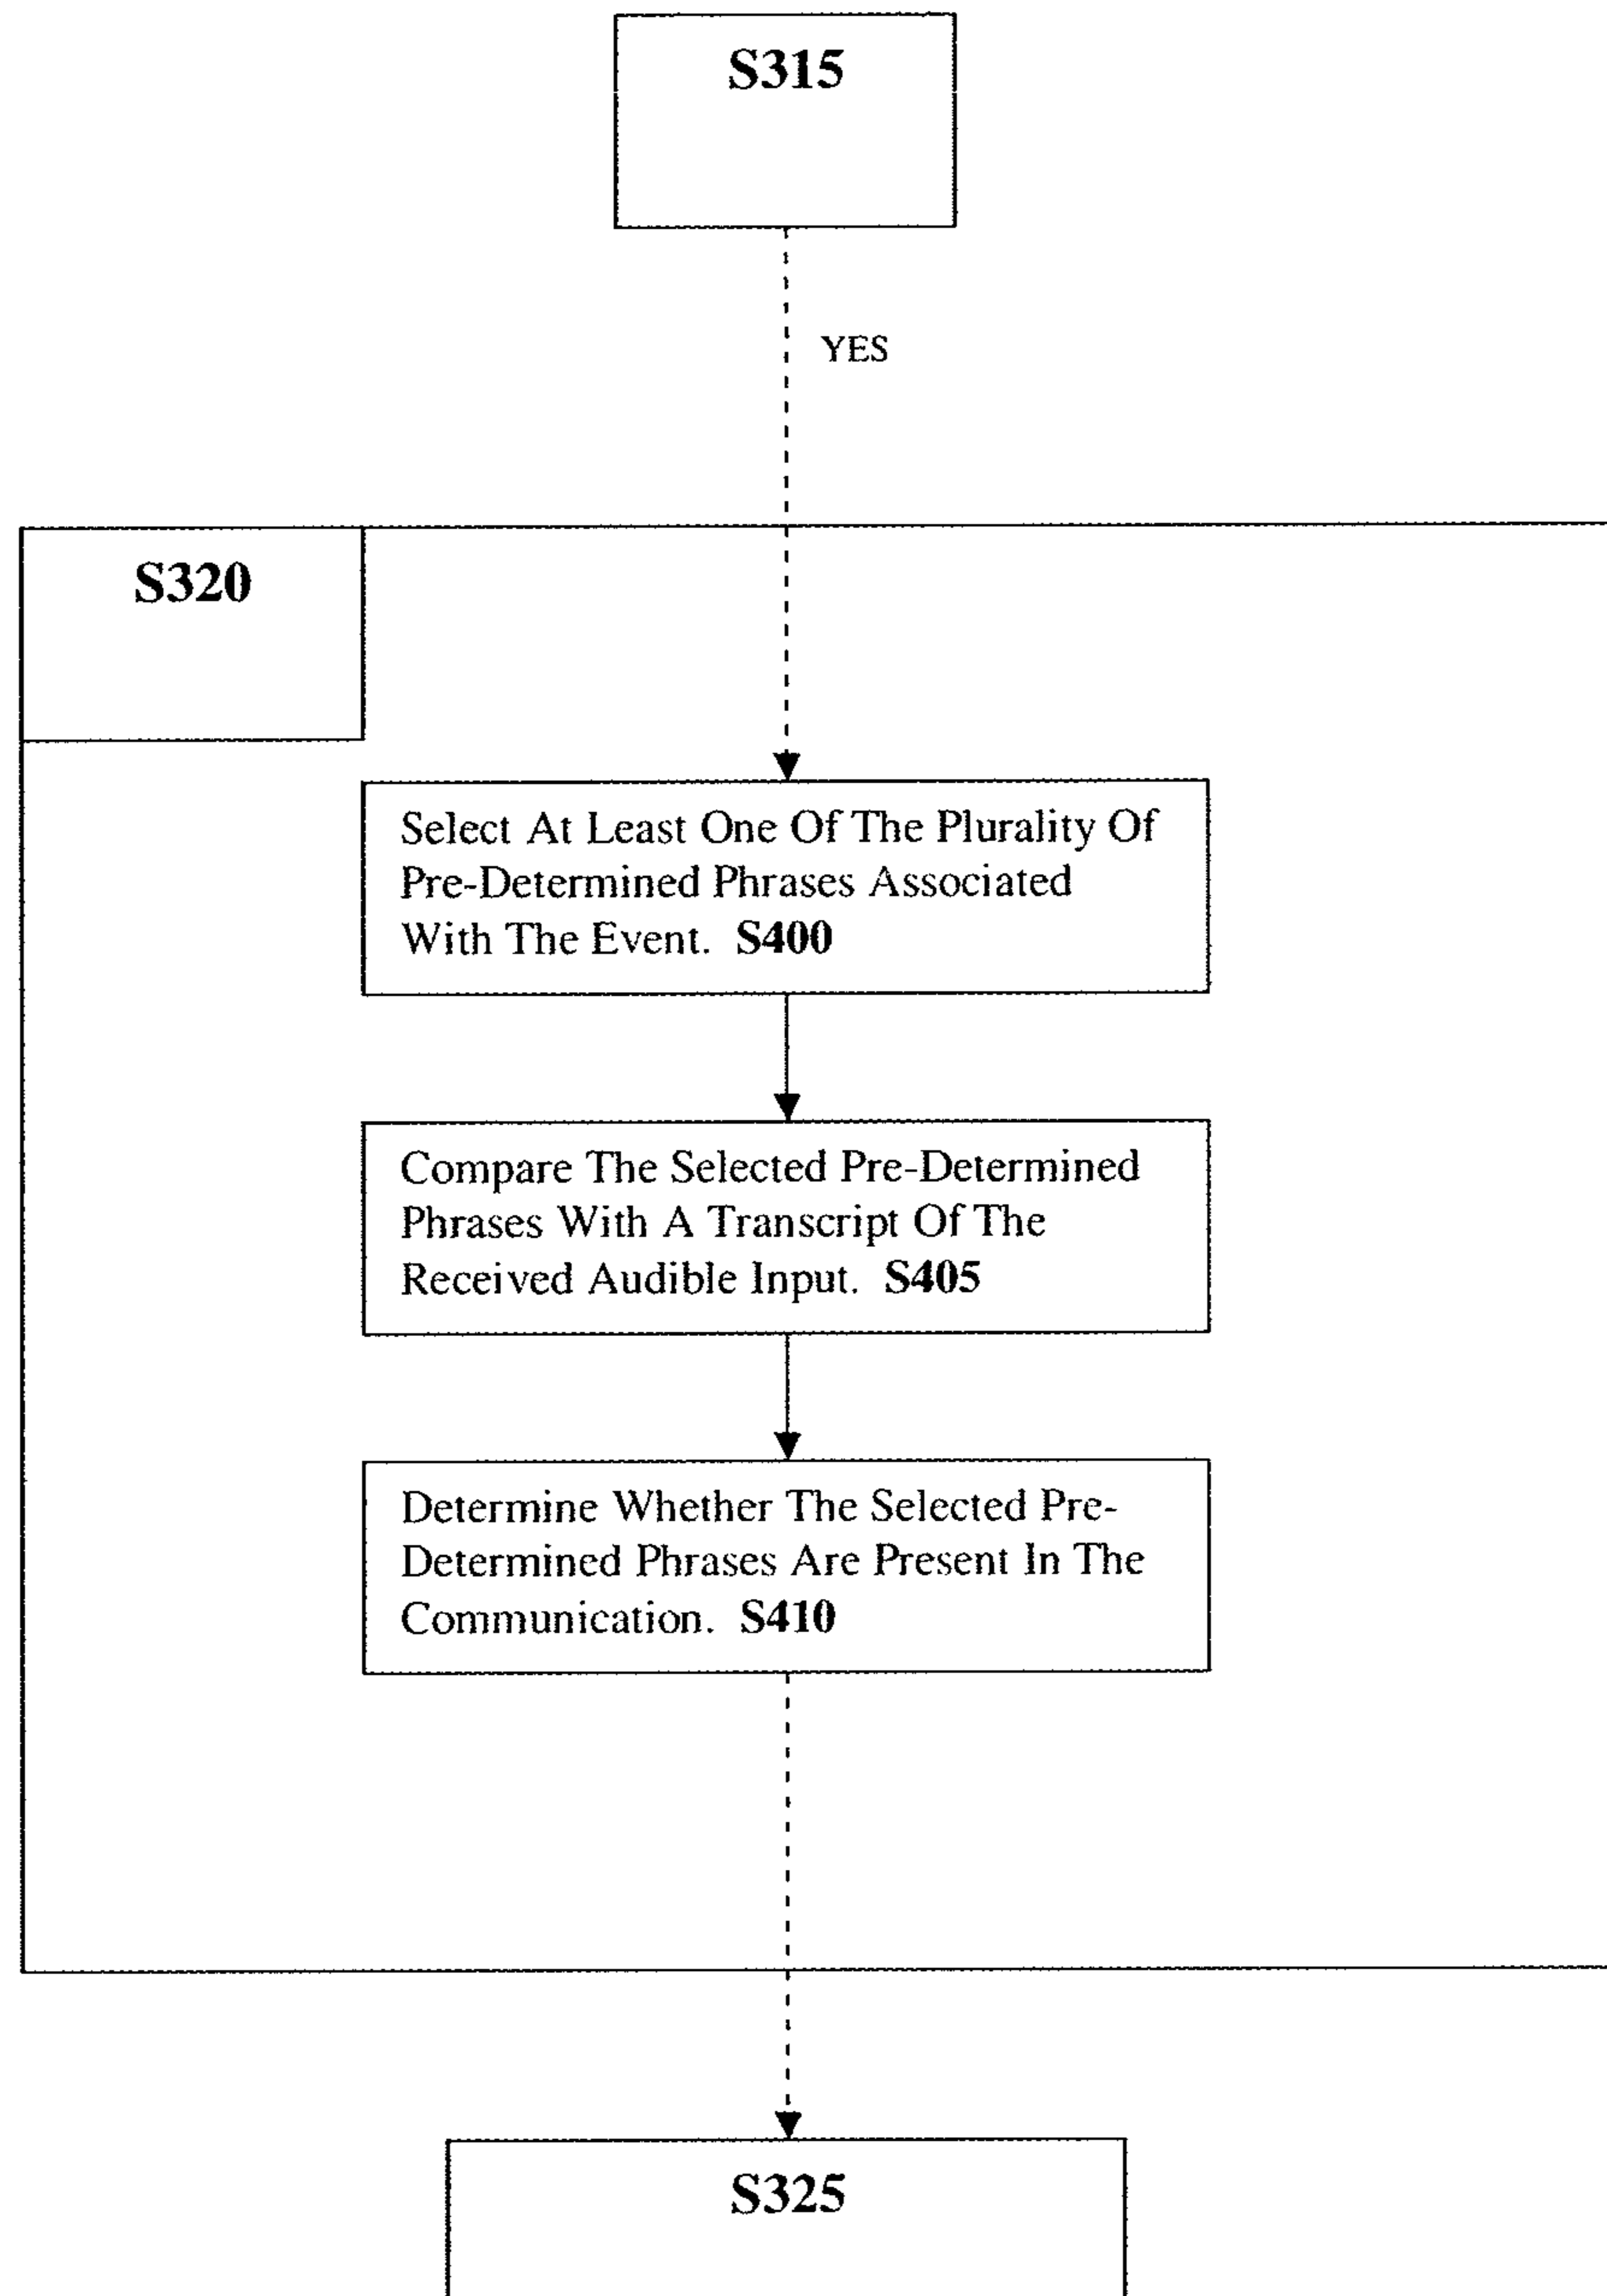 S315
YES
S320
Select At Least One Of The Plurality Of
Pre-Determined Phrases Associated
With The Event. S400
Compare The Selected Pre-Determined
Phrases With A Transcript Of The
Received Audible Input. S405
Determine Whether The Selected Pre-
Determined Phrases Are Present In The
Communication. S410
S325